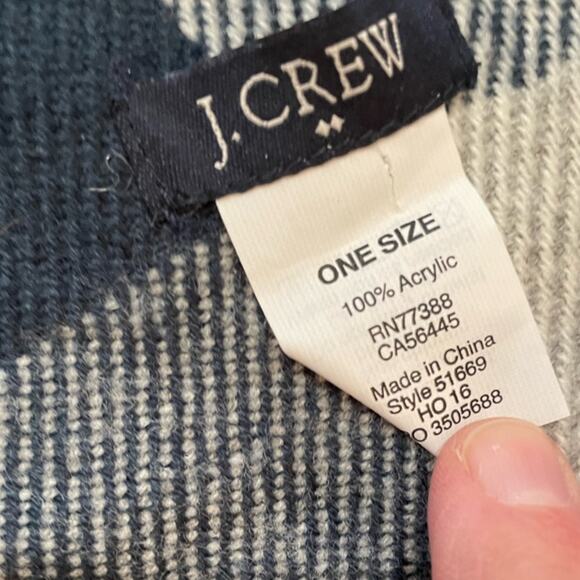 J.CREW
ONE SIZE
100% Acrylic
RN77388
CA56445
Made in China
Style 51669
HO 16
O 3505688